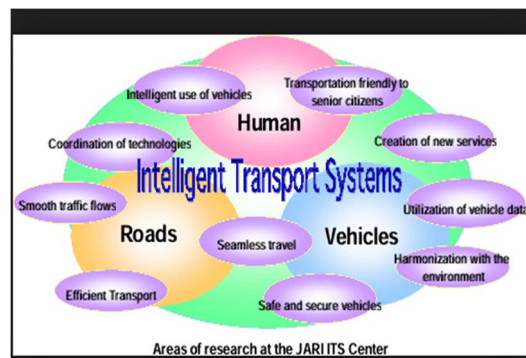 Intelligent use of vehicles
Transportation friendly to
senior citizens
Human
Coordination of technologies
Creation of new services
Intelligent Transport Systems
Smooth traffic flows
Utilization of vehicle data
Roads
Seamless travel
Vehicles
Harmonization with the
environment
Efficient Transport
Safe and secure vehicles
Areas of research at the JARI ITS Center